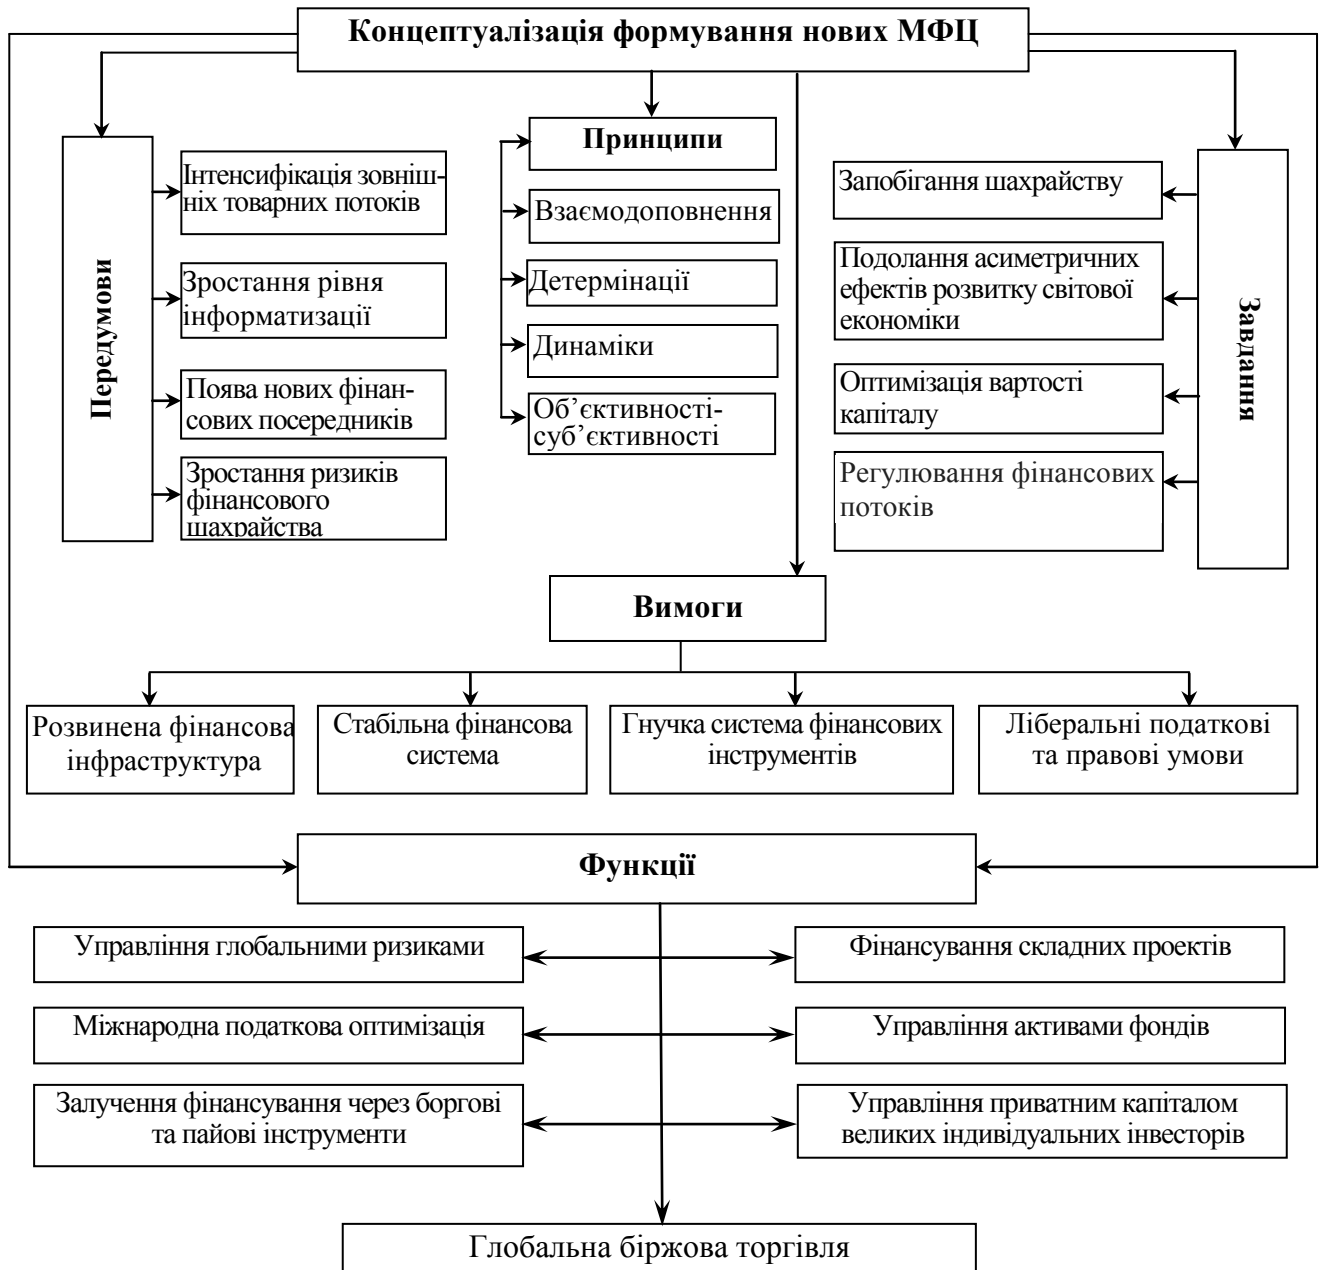 Концептуалізація формування нових МФЦ
Передумови
Інтенсифікація зовніш-
ніх товарних потоків
Зростання рівня
інформатизації
Поява нових фінан-
сових посередників
Зростання ризиків
фінансового
шахрайства
Принципи
Взаємодоповнення
Детермінації
Динаміки
Об’єктивності-
суб’єктивності
Завдання
Запобігання шахрайству
Подолання асиметричних
ефектів розвитку світової
економіки
Оптимізація вартості
капіталу
Регулювання фінансових
потоків
Вимоги
Розвинена фінансова
інфраструктура
Стабільна фінансова
система
Гнучка система фінансових
інструментів
Ліберальні податкові
та правові умови
Функції
Управління глобальними ризиками
Фінансування складних проектів
Міжнародна податкова оптимізація
Управління активами фондів
Залучення фінансування через боргові
та пайові інструменти
Управління приватним капіталом
великих індивідуальних інвесторів
Глобальна біржова торгівля